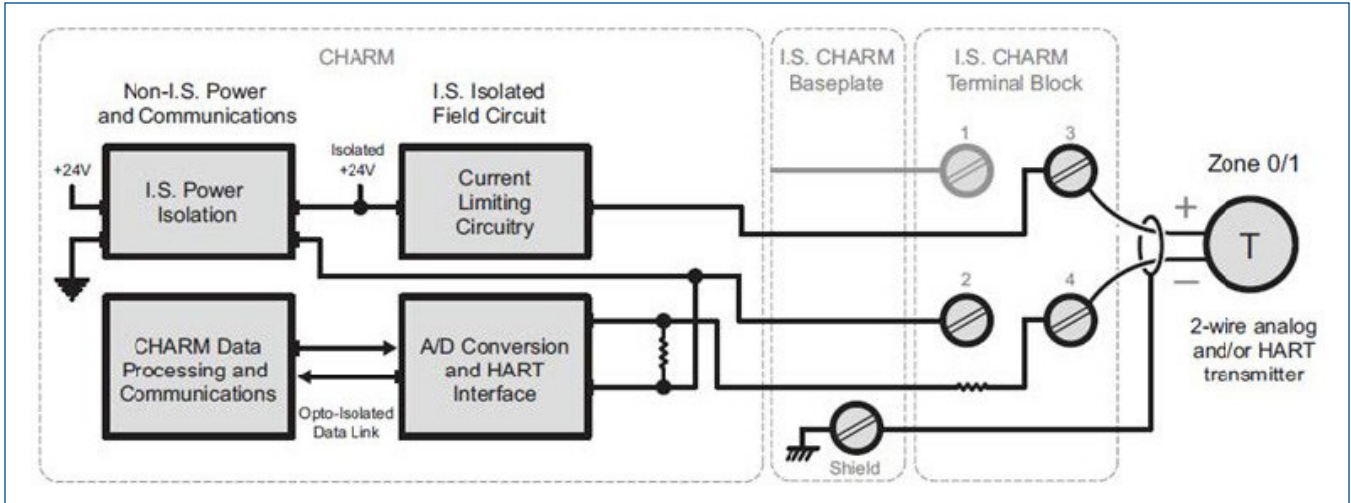 CHARM
I.S. CHARM
Baseplate
I.S. CHARM
Terminal Block
Non-I.S. Power
and Communications
I.S. Isolated
Field Circuit
+24V
I.S. Power
Isolation
Isolated
+24V
Current
Limiting
Circuitry
1
3
Zone 0/1
+
T
−
2
4
2-wire analog
and/or HART
transmitter
CHARM Data
Processing and
Communications
Opto-Isolated
Data Link
A/D Conversion
and HART
Interface
Shield